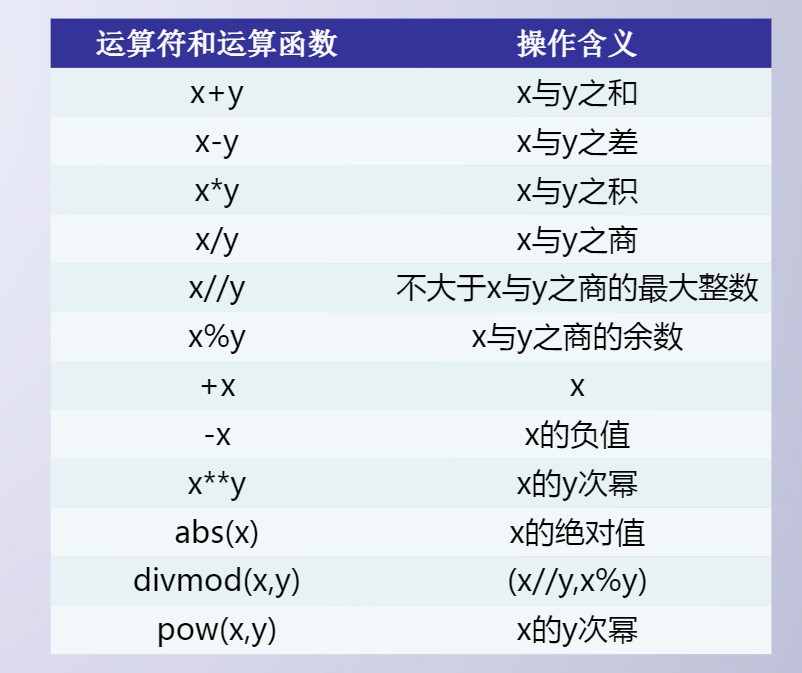 运算符和运算函数 操作含义
x+y x与y之和
x-y x与y之差
x*y x与y之积
x/y x与y之商
x//y 不大于x与y之商的最大整数
x%y x与y之商的余数
+x x
-x x的负值
x**y x的y次幂
abs(x) x的绝对值
divmod(x,y) (x//y,x%y)
pow(x,y) x的y次幂